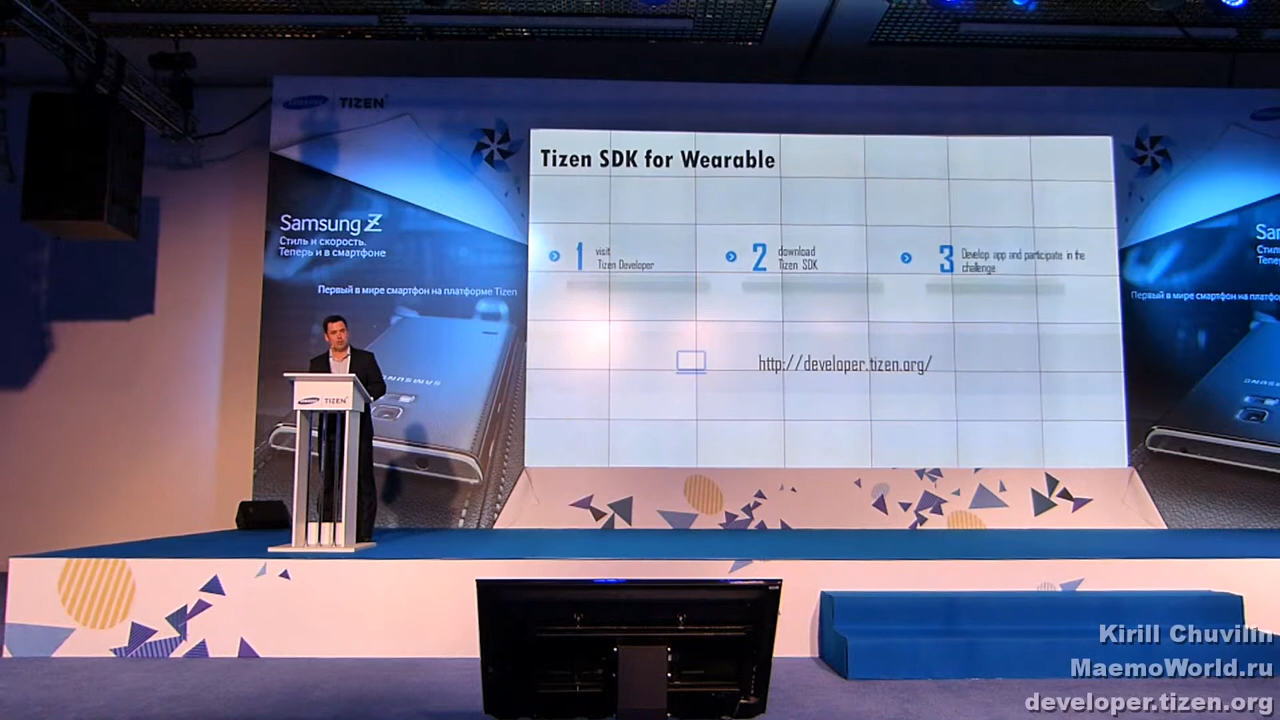 SAMSUNG TIZEN
Samsung Z
Стиль и скорость.
Теперь и в смартфоне
Первый в мире смартфон на платформе Tizen
SAMSUNG
SAMSUNG TIZEN
Tizen SDK for Wearable
1 visit
Tizen Developer
2 download
Tizen SDK
3 Develop app and participate in the
challenge
http://developer.tizen.org/
Первый в мире смартфон на
Kirill Chuvilin
MaemoWorld.ru
developer.tizen.org